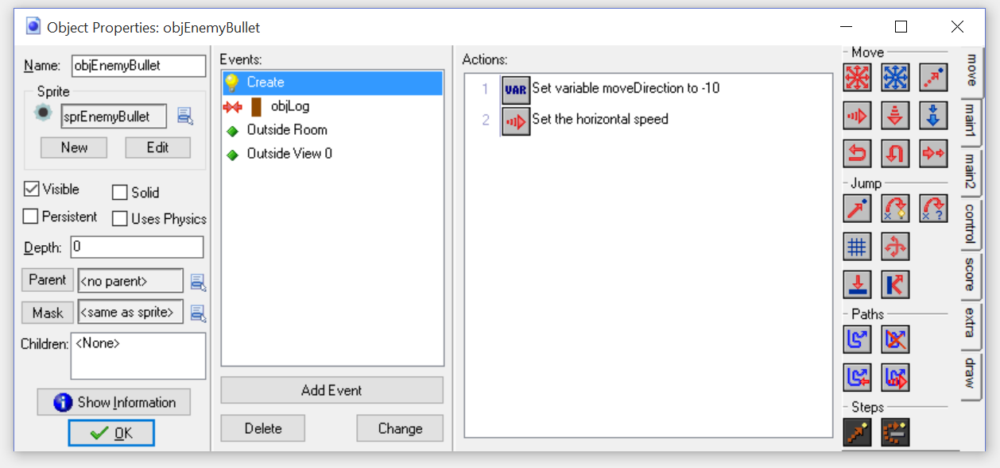 Object Properties: objEnemyBullet
Name: objEnemyBullet
Sprite
sprEnemyBullet
New Edit
Visible Solid
Persistent Uses Physics
Depth: 0
Parent <no parent>
Mask <same as sprite>
Children: <None>
Show Information
OK
Events:
Create
objLog
Outside Room
Outside View 0
Add Event
Delete Change
Actions:
1 VAR Set variable moveDirection to -10
2 Set the horizontal speed
Move
Jump
Paths
Steps
move
main1
main2
control
score
extra
draw